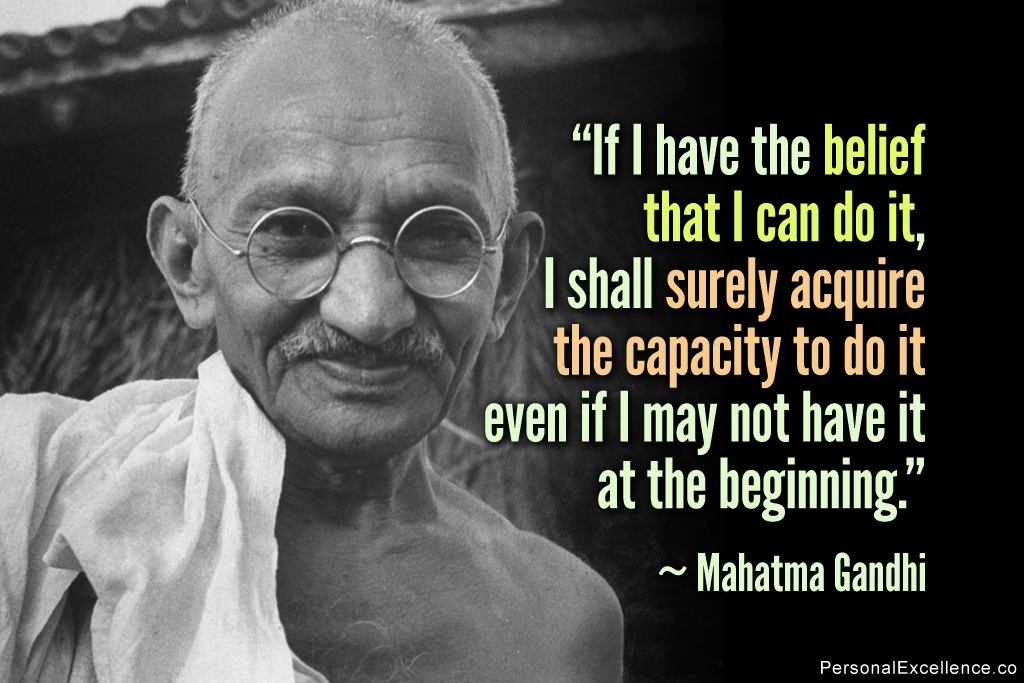 “If I have the belief
that I can do it,
I shall surely acquire
the capacity to do it
even if I may not have it
at the beginning.”
~ Mahatma Gandhi
PersonalExcellence.co